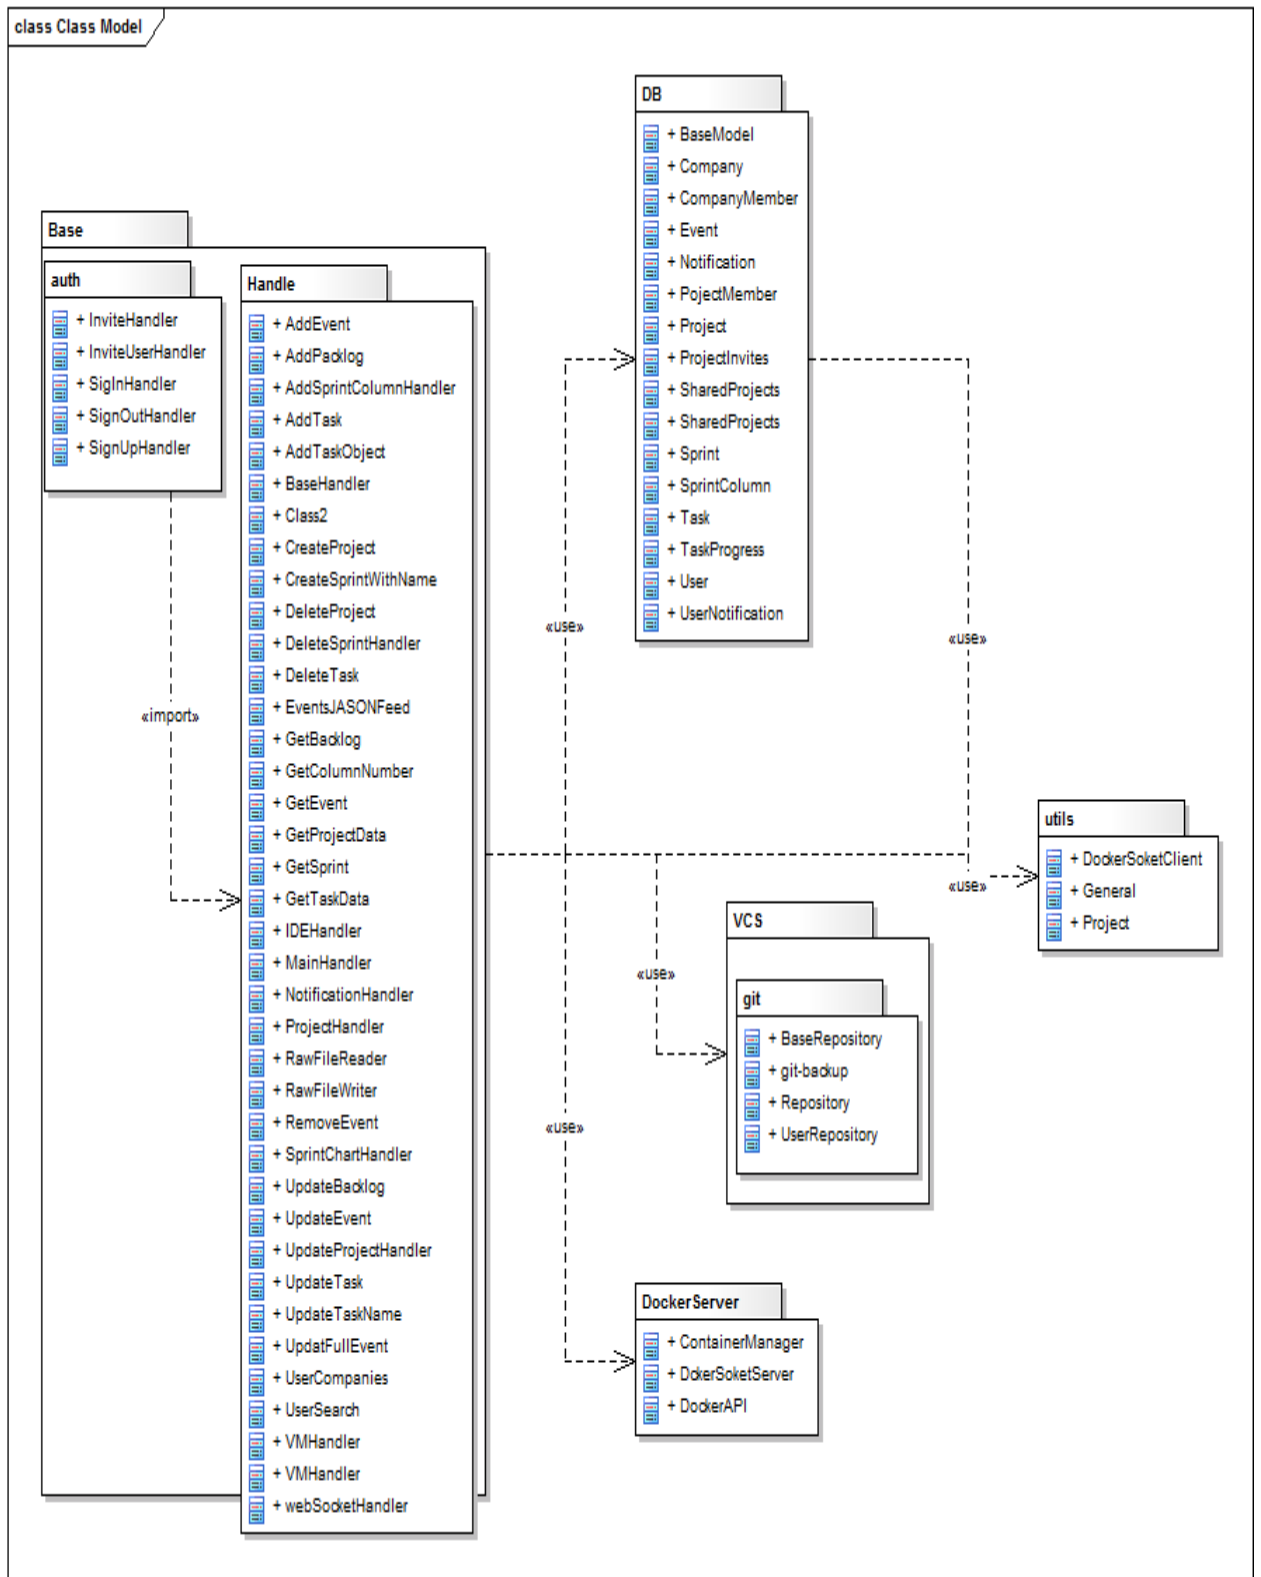 class Class Model
Base
auth
+ InviteHandler
+ InviteUserHandler
+ SigInHandler
+ SignOutHandler
+ SignUpHandler
«import»
Handle
+ AddEvent
+ AddPacklog
+ AddSprintColumnHandler
+ AddTask
+ AddTaskObject
+ BaseHandler
+ Class2
+ CreateProject
+ CreateSprintWithName
+ DeleteProject
+ DeleteSprintHandler
+ DeleteTask
+ EventsJASONFeed
+ GetBacklog
+ GetColumnNumber
+ GetEvent
+ GetProjectData
+ GetSprint
+ GetTaskData
+ IDEHandler
+ MainHandler
+ NotificationHandler
+ ProjectHandler
+ RawFileReader
+ RawFileWriter
+ RemoveEvent
+ SprintChartHandler
+ UpdateBacklog
+ UpdateEvent
+ UpdateProjectHandler
+ UpdateTask
+ UpdateTaskName
+ UpdatFullEvent
+ UserCompanies
+ UserSearch
+ VMHandler
+ VMHandler
+ webSocketHandler
DB
+ BaseModel
+ Company
+ CompanyMember
+ Event
+ Notification
+ PojectMember
+ Project
+ ProjectInvites
+ SharedProjects
+ SharedProjects
+ Sprint
+ SprintColumn
+ Task
+ TaskProgress
+ User
+ UserNotification
«use»
«use»
utils
+ DockerSoketClient
+ General
+ Project
«use»
VCS
git
+ BaseRepository
+ git-backup
+ Repository
+ UserRepository
«use»
«use»
DockerServer
+ ContainerManager
+ DckerSoketServer
+ DockerAPI